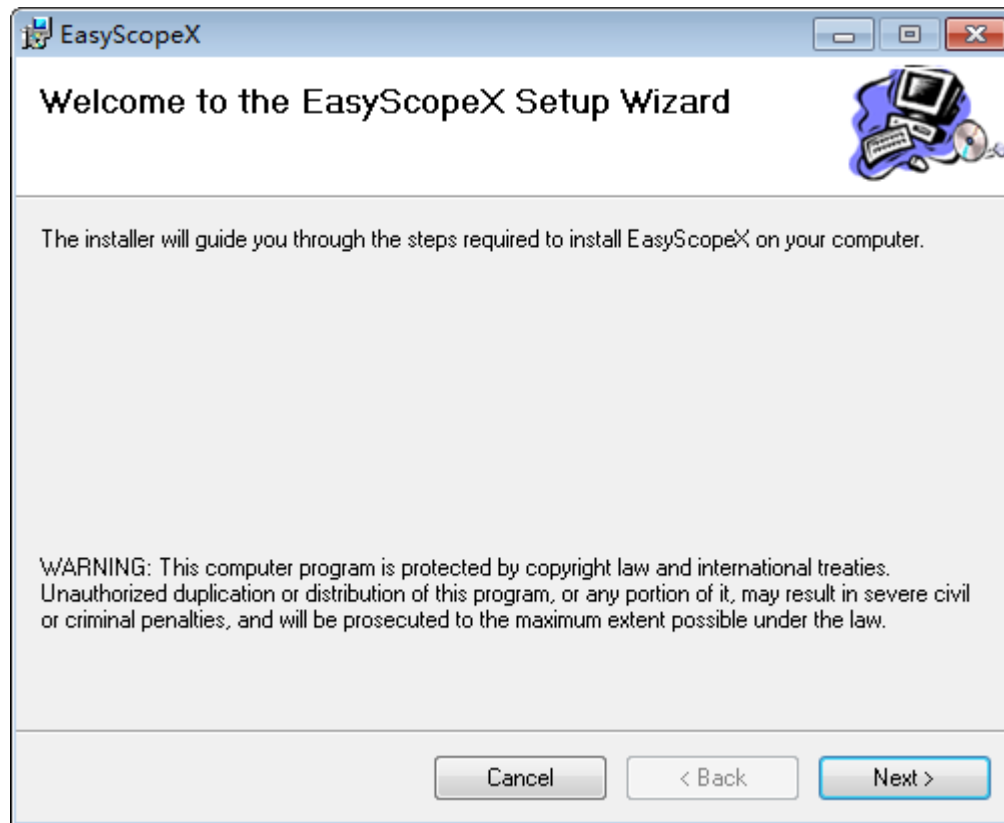 EasyScopeX
Welcome to the EasyScopeX Setup Wizard
The installer will guide you through the steps required to install EasyScopeX on your computer.
WARNING: This computer program is protected by copyright law and international treaties.
Unauthorized duplication or distribution of this program, or any portion of it, may result in severe civil
or criminal penalties, and will be prosecuted to the maximum extent possible under the law.
Cancel
< Back
Next >